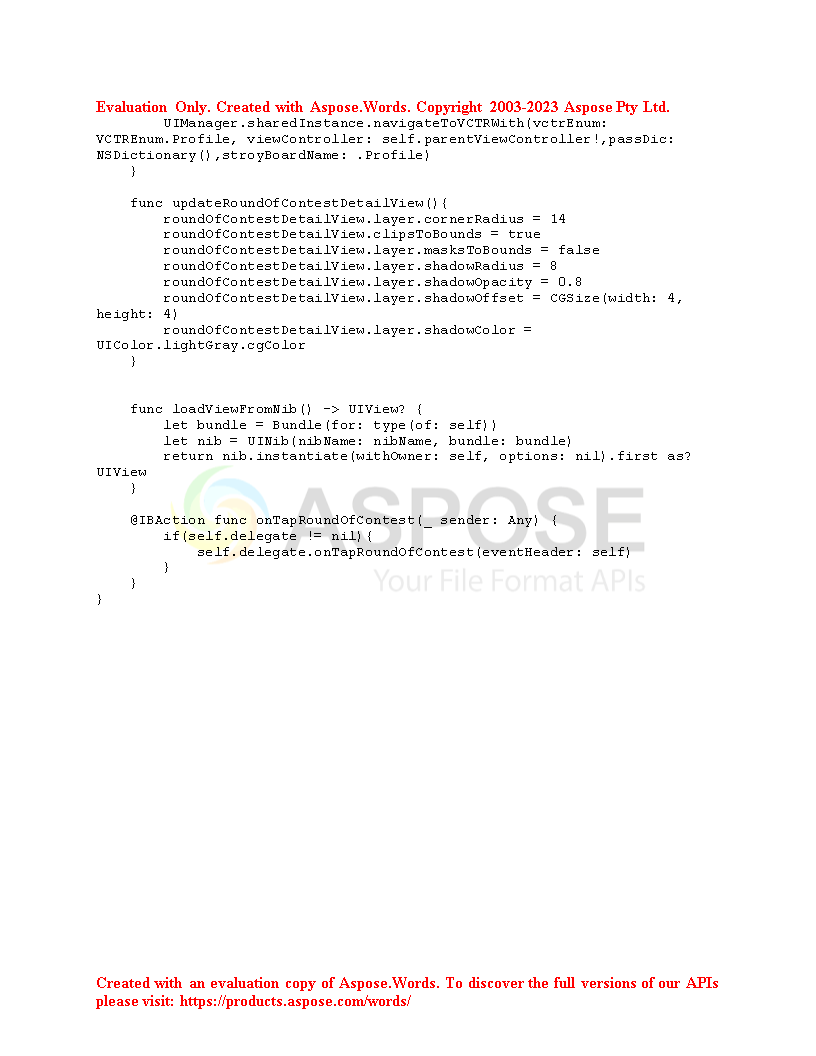 Evaluation Only. Created with Aspose.Words. Copyright 2003-2023 Aspose Pty Ltd.
        UIManager.sharedInstance.navigateToVCTRWith(vctrEnum:
VCTREnum.Profile, viewController: self.parentViewController!,passDic:
NSDictionary(),stroyBoardName: .Profile)
    }

    func updateRoundOfContestDetailView(){
        roundOfContestDetailView.layer.cornerRadius = 14
        roundOfContestDetailView.clipsToBounds = true
        roundOfContestDetailView.layer.masksToBounds = false
        roundOfContestDetailView.layer.shadowRadius = 8
        roundOfContestDetailView.layer.shadowOpacity = 0.8
        roundOfContestDetailView.layer.shadowOffset = CGSize(width: 4,
height: 4)
        roundOfContestDetailView.layer.shadowColor =
UIColor.lightGray.cgColor
    }

    func loadViewFromNib() -> UIView? {
        let bundle = Bundle(for: type(of: self))
        let nib = UINib(nibName: nibName, bundle: bundle)
        return nib.instantiate(withOwner: self, options: nil).first as?
UIView
    }

    @IBAction func onTapRoundOfContest(_ sender: Any) {
        if(self.delegate != nil){
            self.delegate.onTapRoundOfContest(eventHeader: self)
        }
    }
}
ASPOSE
Your File Format APIs
Created with an evaluation copy of Aspose.Words. To discover the full versions of our APIs
please visit: https://products.aspose.com/words/